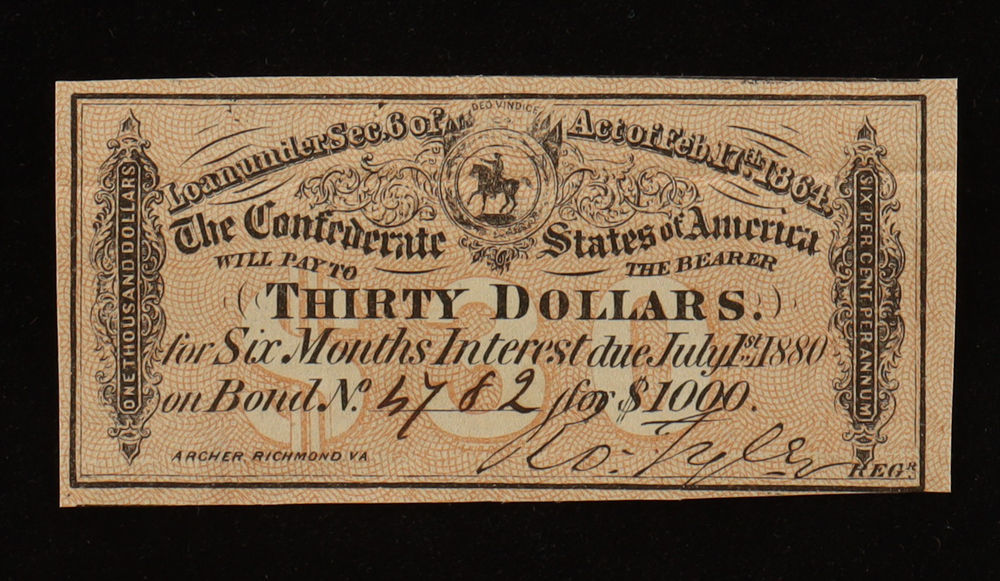 DEO VINDICE
Loan under Sec. 6 of Act of Feb. 17th 1864.
The Confederate States of America
WILL PAY TO THE BEARER
(THIRTY DOLLARS.)
for Six Months Interest due July 1st 1880
on Bond No. 4782 for $1000.
Ro: Tyler
ARCHER, RICHMOND VA
REGR.
ONE THOUSAND DOLLARS
SIX PER CENT. PER ANNUM
$30